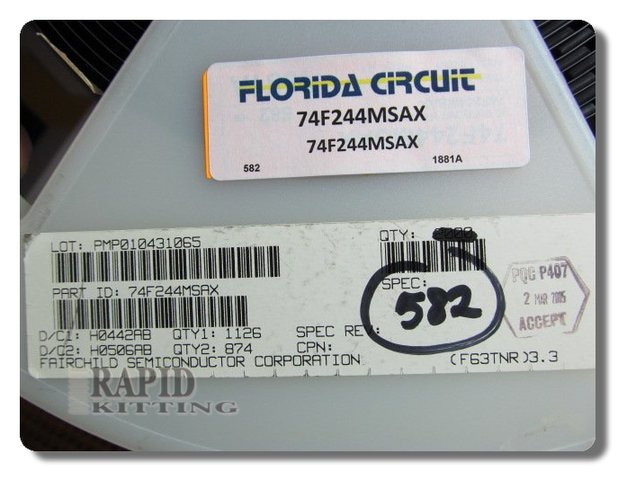 FLORIDA CIRCUIT
74F244MSAX
74F244MSAX
582 1881A
LOT: PMP010431065
QTY:
PART ID: 74F244MSAX
SPEC:
582
PQC P407
2 MAR 2005
ACCEPT
D/C1: H0442AB QTY1: 1126 SPEC REV:
D/C2: H0506AB QTY2: 874 CPN:
FAIRCHILD SEMICONDUCTOR CORPORATION (F63TNR)3.3
RAPID
KITTING